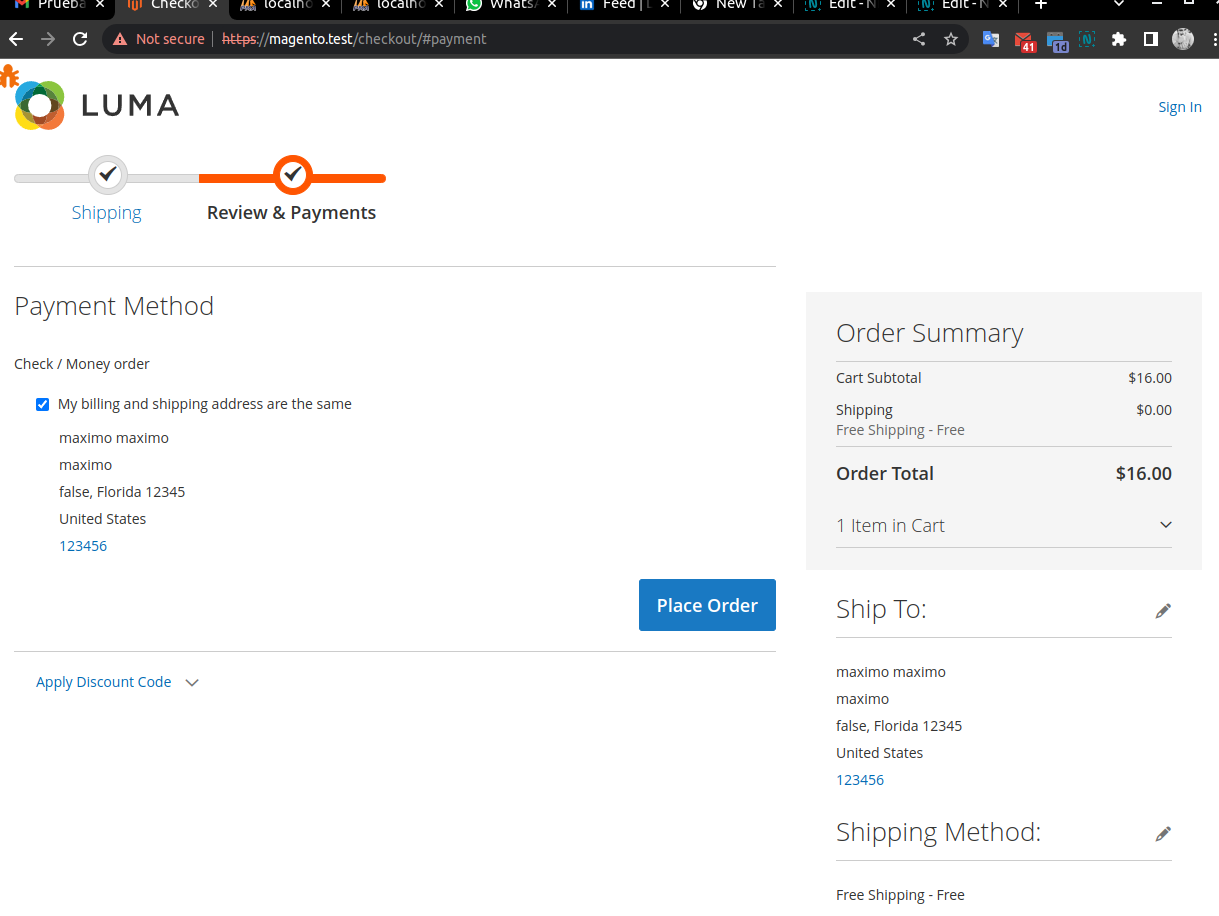 Prueba
Checko
localho
localho
WhatsA
Feed | L
New Ta
Edit - N
Edit - N
Not secure
https://magento.test/checkout/#payment
41
1d
LUMA
Sign In
Shipping
Review & Payments
Payment Method
Check / Money order
My billing and shipping address are the same
maximo maximo
maximo
false, Florida 12345
United States
123456
Place Order
Apply Discount Code
Order Summary
Cart Subtotal $16.00
Shipping $0.00
Free Shipping - Free
Order Total $16.00
1 Item in Cart
Ship To:
maximo maximo
maximo
false, Florida 12345
United States
123456
Shipping Method:
Free Shipping - Free